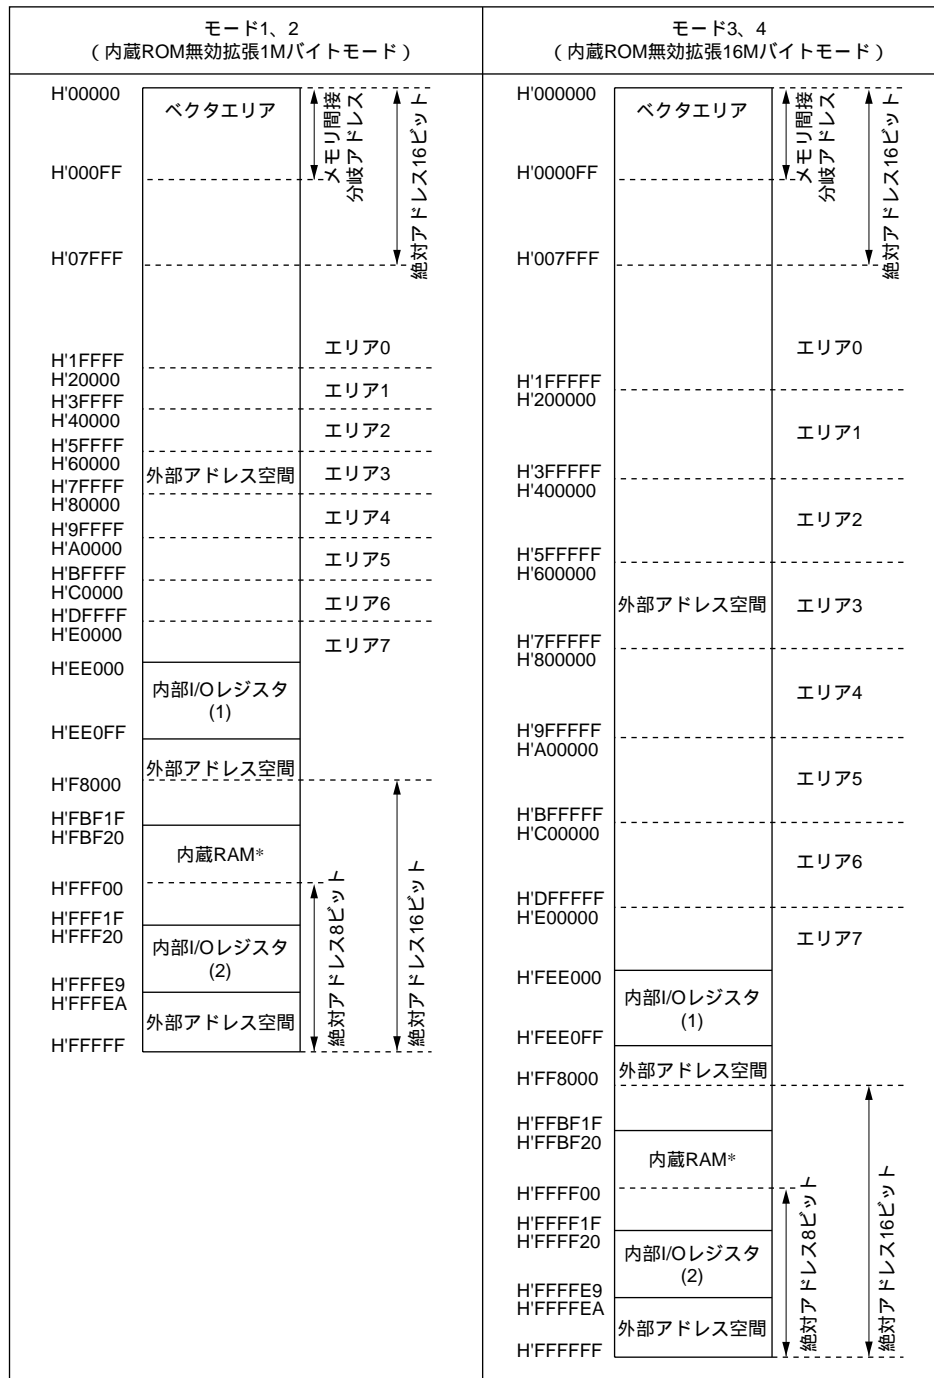 モード1、2
（内蔵ROM無効拡張1Mバイトモード）
H'00000
ベクタエリア
メモリ間接
分岐アドレス
絶対アドレス16ビット
H'000FF
H'07FFF
エリア0
H'1FFFF
H'20000
エリア1
H'3FFFF
H'40000
エリア2
H'5FFFF
H'60000
外部アドレス空間
エリア3
H'7FFFF
H'80000
エリア4
H'9FFFF
H'A0000
エリア5
H'BFFFF
H'C0000
エリア6
H'DFFFF
H'E0000
エリア7
H'EE000
内部I/Oレジスタ
(1)
H'EE0FF
外部アドレス空間
H'F8000
H'FBF1F
H'FBF20
内蔵RAM*
H'FFF00
H'FFF1F
H'FFF20
内部I/Oレジスタ
(2)
H'FFFE9
H'FFFEA
外部アドレス空間
H'FFFFF
絶対アドレス8ビット
絶対アドレス16ビット
モード3、4
（内蔵ROM無効拡張16Mバイトモード）
H'000000
ベクタエリア
メモリ間接
分岐アドレス
絶対アドレス16ビット
H'0000FF
H'007FFF
エリア0
H'1FFFFF
H'200000
エリア1
H'3FFFFF
H'400000
エリア2
H'5FFFFF
H'600000
外部アドレス空間
エリア3
H'7FFFFF
H'800000
エリア4
H'9FFFFF
H'A00000
エリア5
H'BFFFFF
H'C00000
エリア6
H'DFFFFF
H'E00000
エリア7
H'FEE000
内部I/Oレジスタ
(1)
H'FEE0FF
外部アドレス空間
H'FF8000
H'FFBF1F
H'FFBF20
内蔵RAM*
H'FFFF00
H'FFFF1F
H'FFFF20
内部I/Oレジスタ
(2)
H'FFFFE9
H'FFFFEA
外部アドレス空間
H'FFFFFF
絶対アドレス8ビット
絶対アドレス16ビット